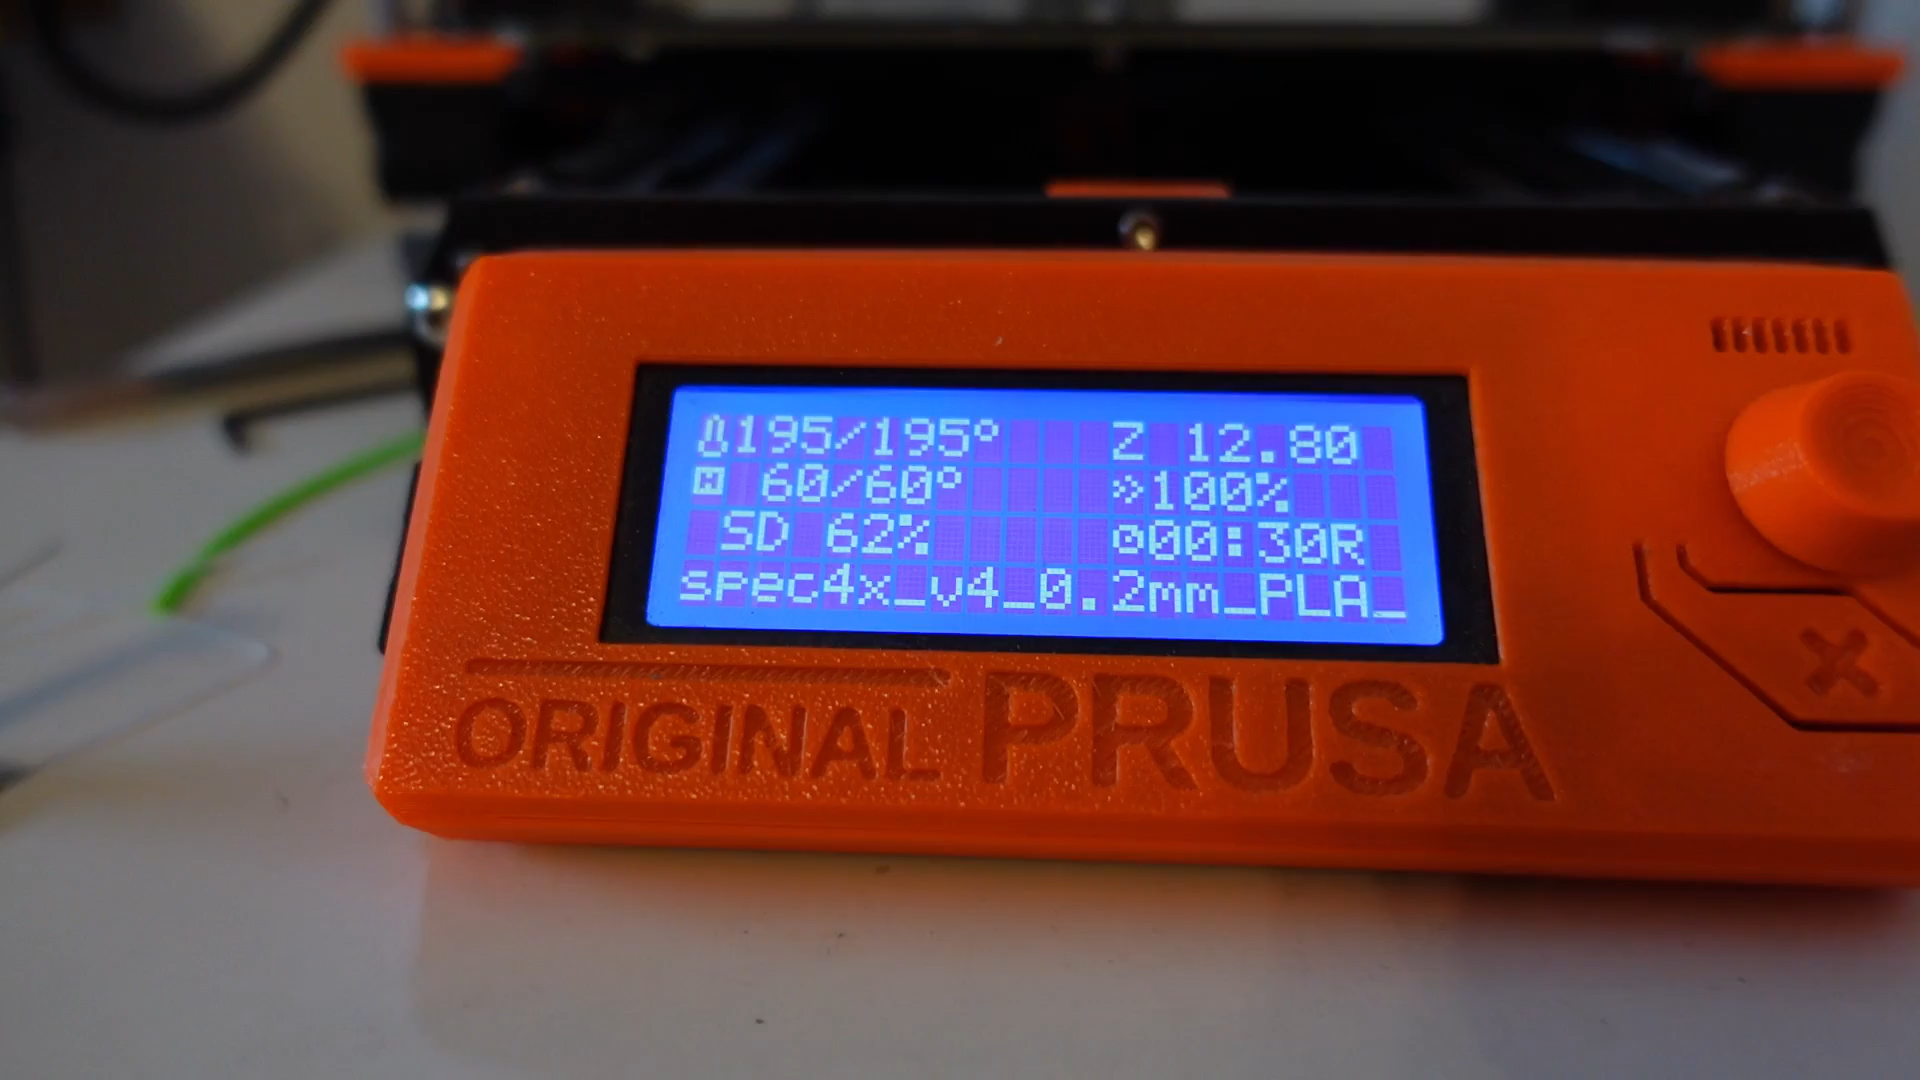 195/195° Z 12.80
60/60° 100%
SD 62% 00:30R
spec4x_v4_0.2mm_PLA_
ORIGINAL PRUSA